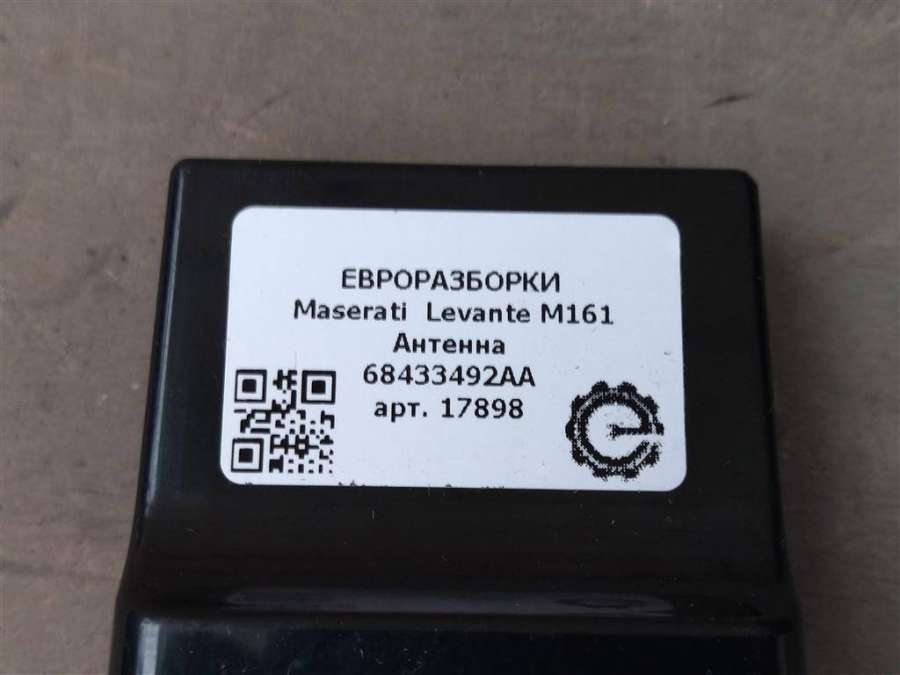 ЕВРОРАЗБОРКИ
Maserati Levante M161
Антенна
68433492AA
арт. 17898